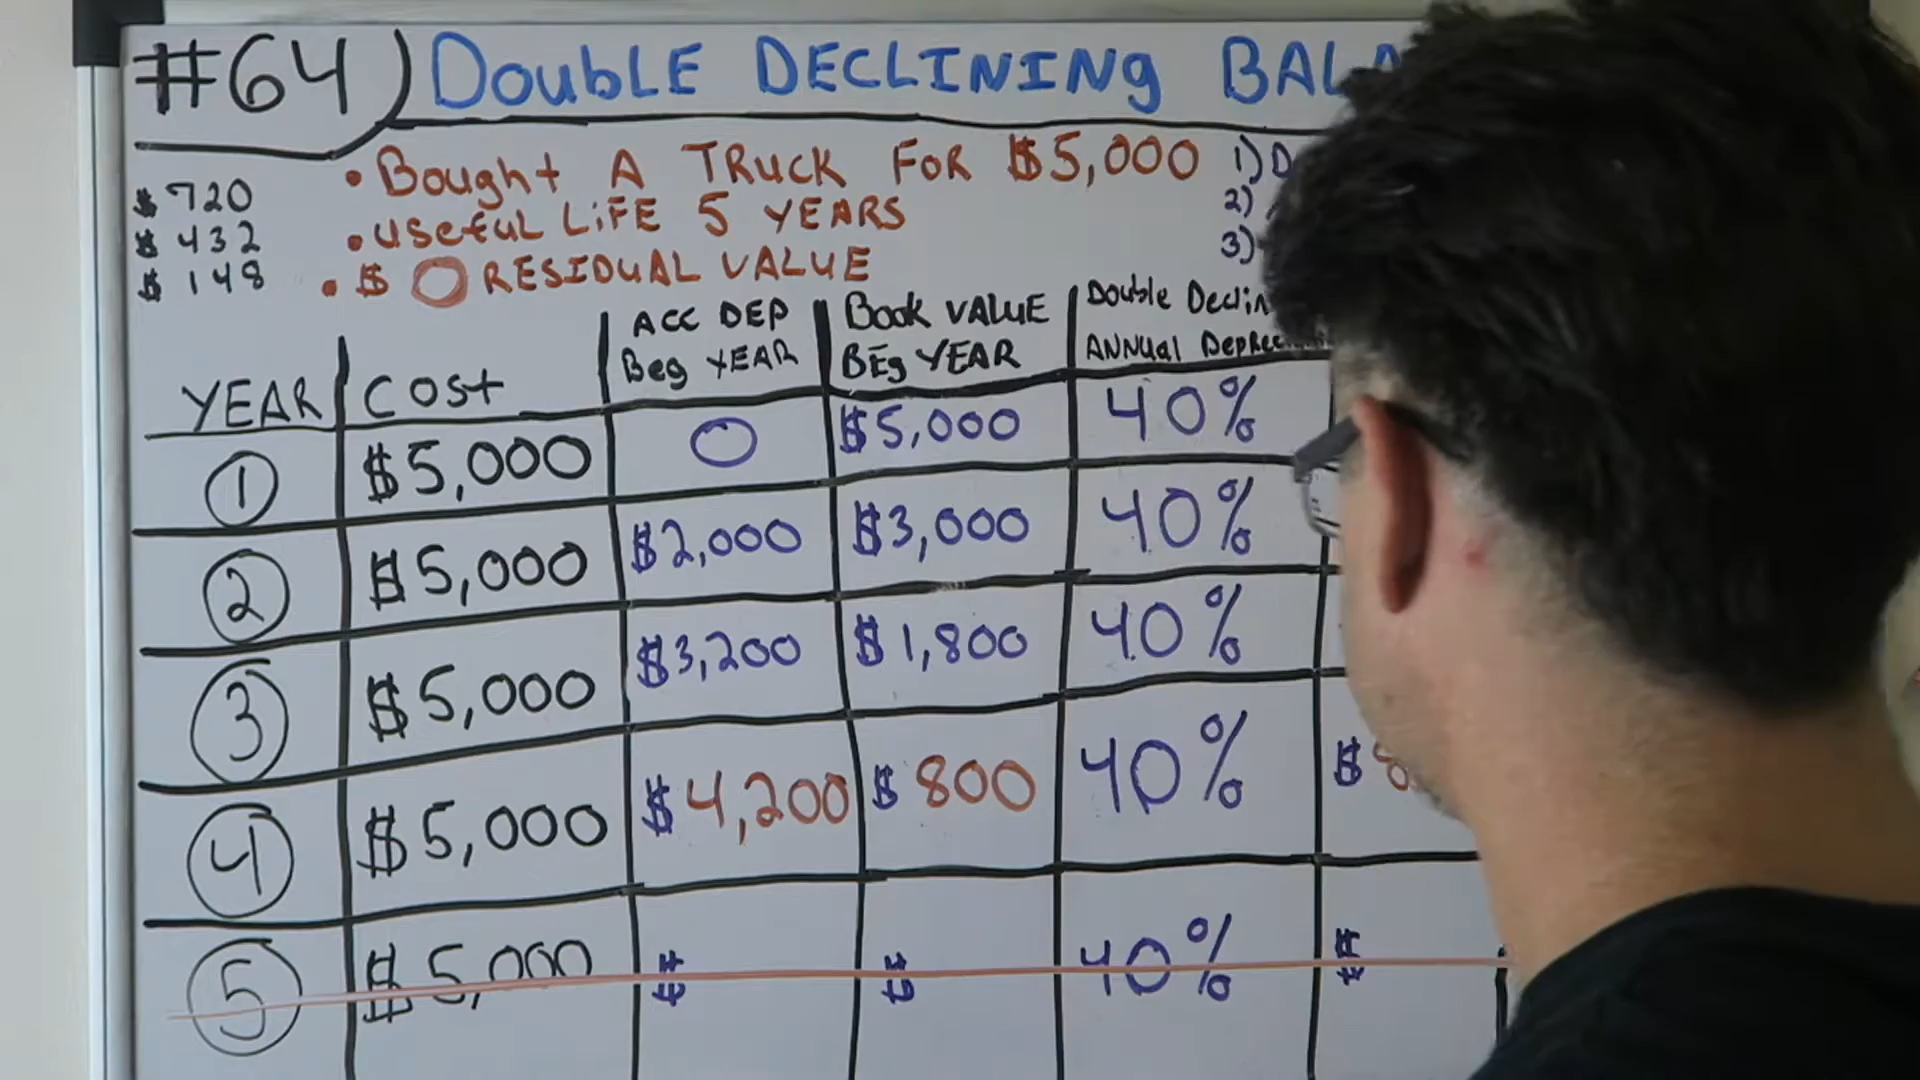 #64) DOubLE DECLINING BALA
• Bought A TRUCK FOR $5,000 1) D
$720
• useful LiFE 5 YEARS 2)
$ 432
• $ 0 RESIDUAL VALUE 3)
$ 148
YEAR COSt ACC DEP Beg YEAR Book VALUE BEg YEAR Double Declin ANNUAL Deprec
1 $5,000 0 $5,000 40%
2 $5,000 $2,000 $3,000 40%
3 $5,000 $3,200 $1,800 40%
4 $5,000 $4,200 $ 800 40% $8
5 $5,000 $ $ 40% $